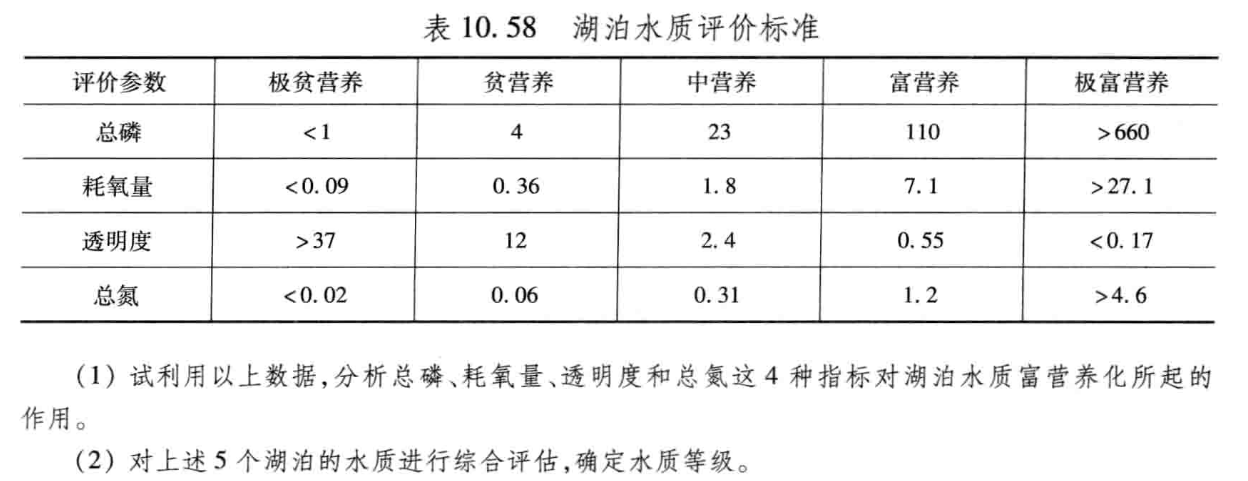 表 10. 58 湖泊水质评价标准
评价参数 极贫营养 贫营养 中营养 富营养 极富营养
总磷 <1 4 23 110 >660
耗氧量 <0. 09 0. 36 1. 8 7. 1 >27. 1
透明度 >37 12 2. 4 0. 55 <0. 17
总氮 <0. 02 0. 06 0. 31 1. 2 >4. 6
(1) 试利用以上数据,分析总磷、耗氧量、透明度和总氮这 4 种指标对湖泊水质富营养化所起的
作用。
(2) 对上述 5 个湖泊的水质进行综合评估,确定水质等级。